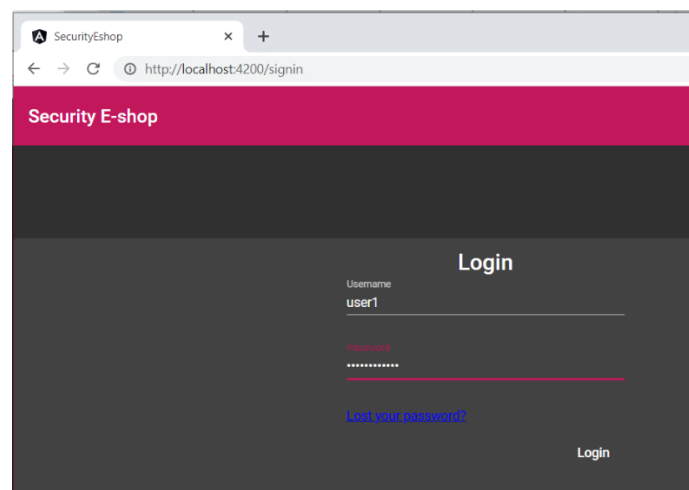 SecurityEshop
http://localhost:4200/signin
Security E-shop
Login
Username
user1
Password
••••••••••••
Lost your password?
Login